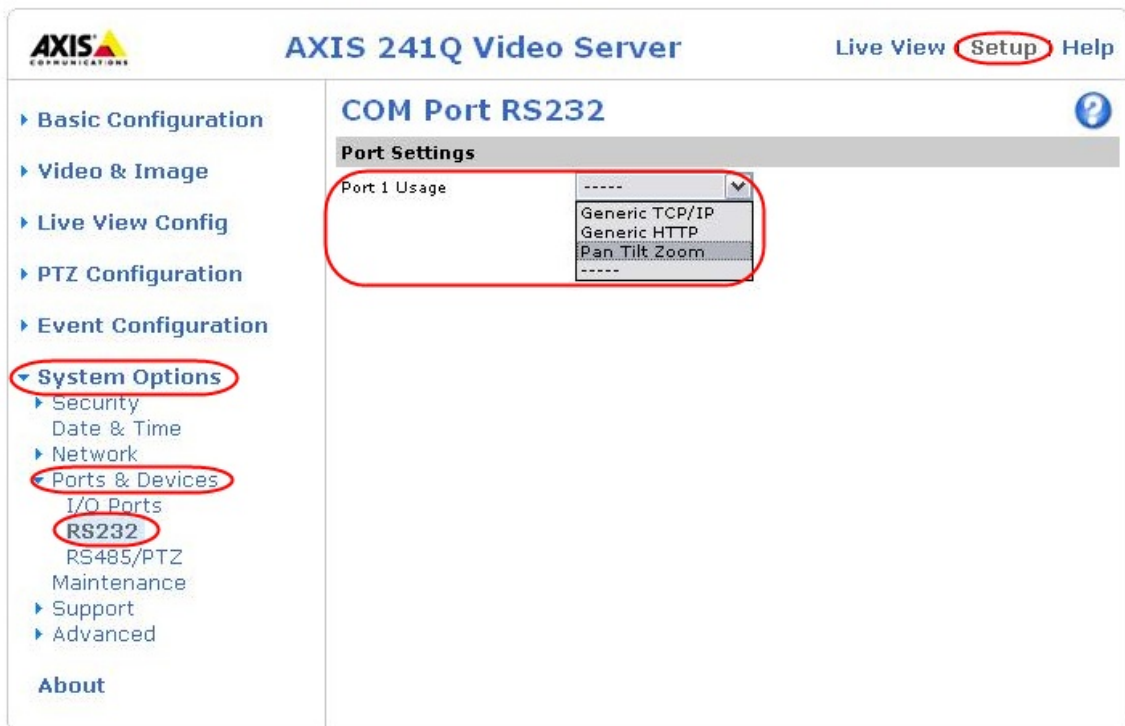 AXIS
COMMUNICATIONS
AXIS 241Q Video Server
Live View | Setup | Help
Basic Configuration
Video & Image
Live View Config
PTZ Configuration
Event Configuration
System Options
Security
Date & Time
Network
Ports & Devices
I/O Ports
RS232
RS485/PTZ
Maintenance
Support
Advanced
About
COM Port RS232
?
Port Settings
Port 1 Usage
-----
Generic TCP/IP
Generic HTTP
Pan Tilt Zoom
-----